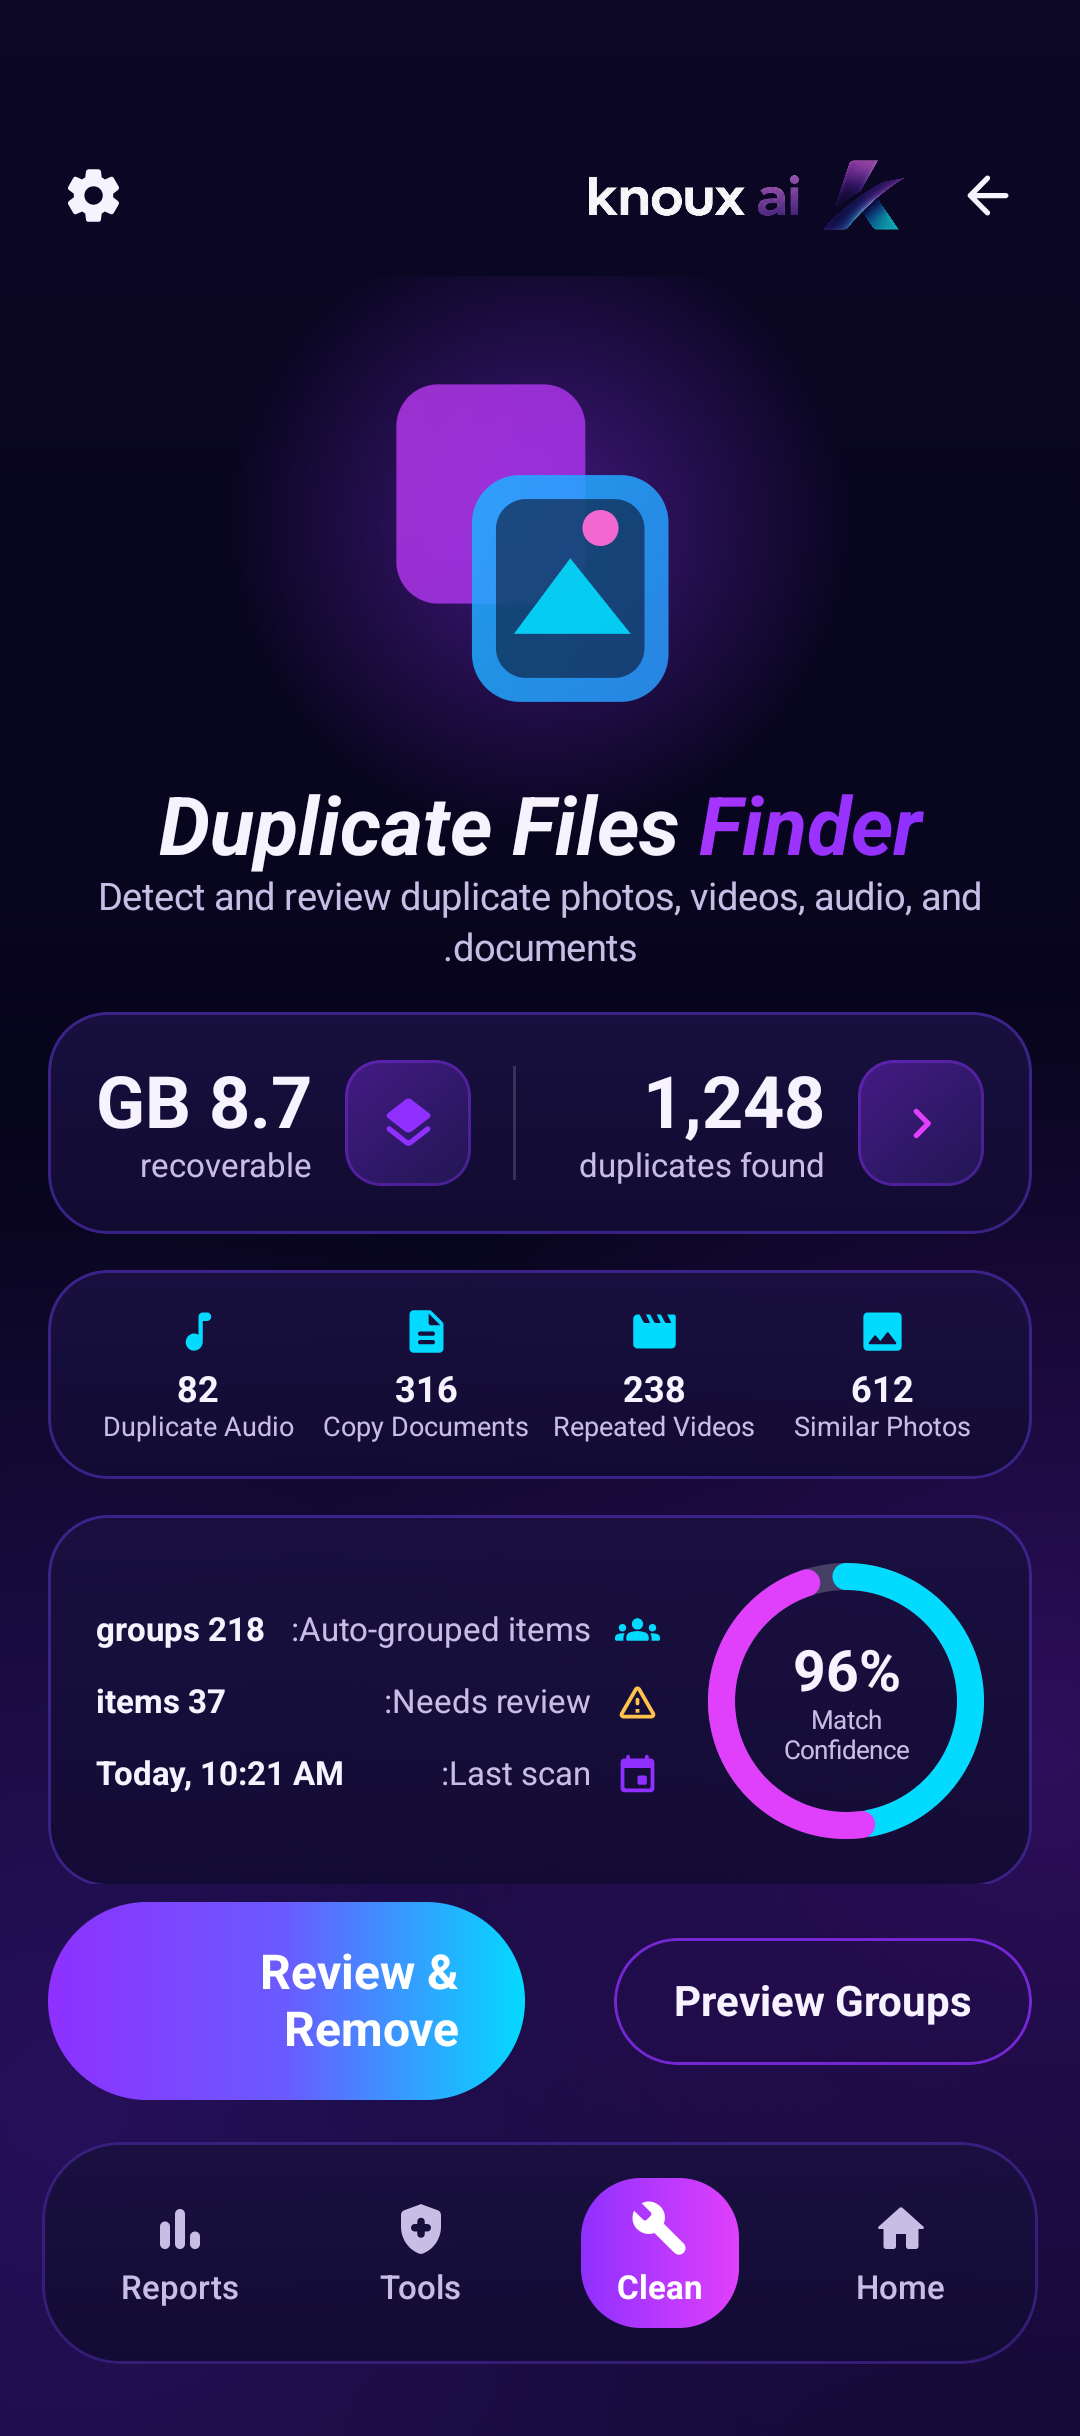 knoux ai
Duplicate Files Finder
Detect and review duplicate photos, videos, audio, and
.documents
GB 8.7
recoverable
1,248
duplicates found
82
Duplicate Audio
316
Copy Documents
238
Repeated Videos
612
Similar Photos
groups 218 :Auto-grouped items
items 37 :Needs review
Today, 10:21 AM :Last scan
96%
Match
Confidence
Review &
Remove
Preview Groups
Reports
Tools
Clean
Home